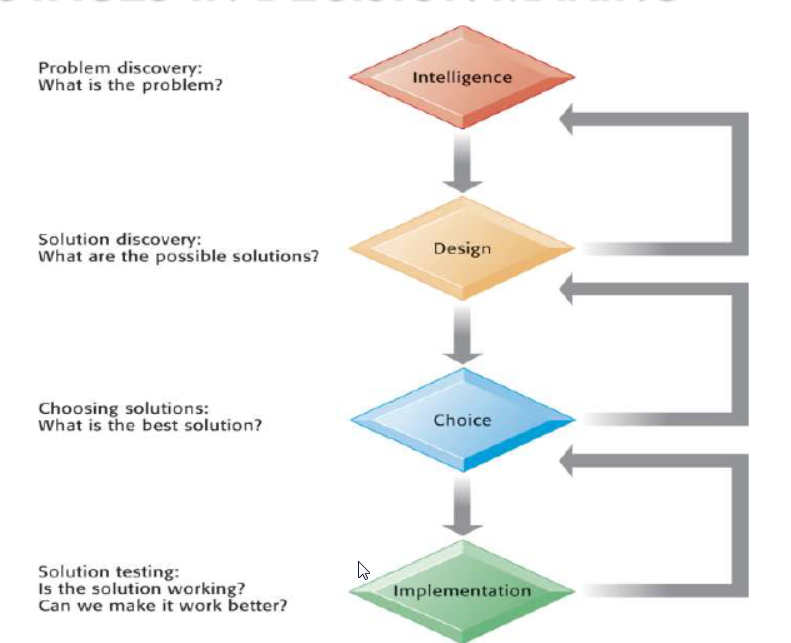 Problem discovery:
What is the problem?
Intelligence
Solution discovery:
What are the possible solutions?
Design
Choosing solutions:
What is the best solution?
Choice
Solution testing:
Is the solution working?
Can we make it work better?
Implementation